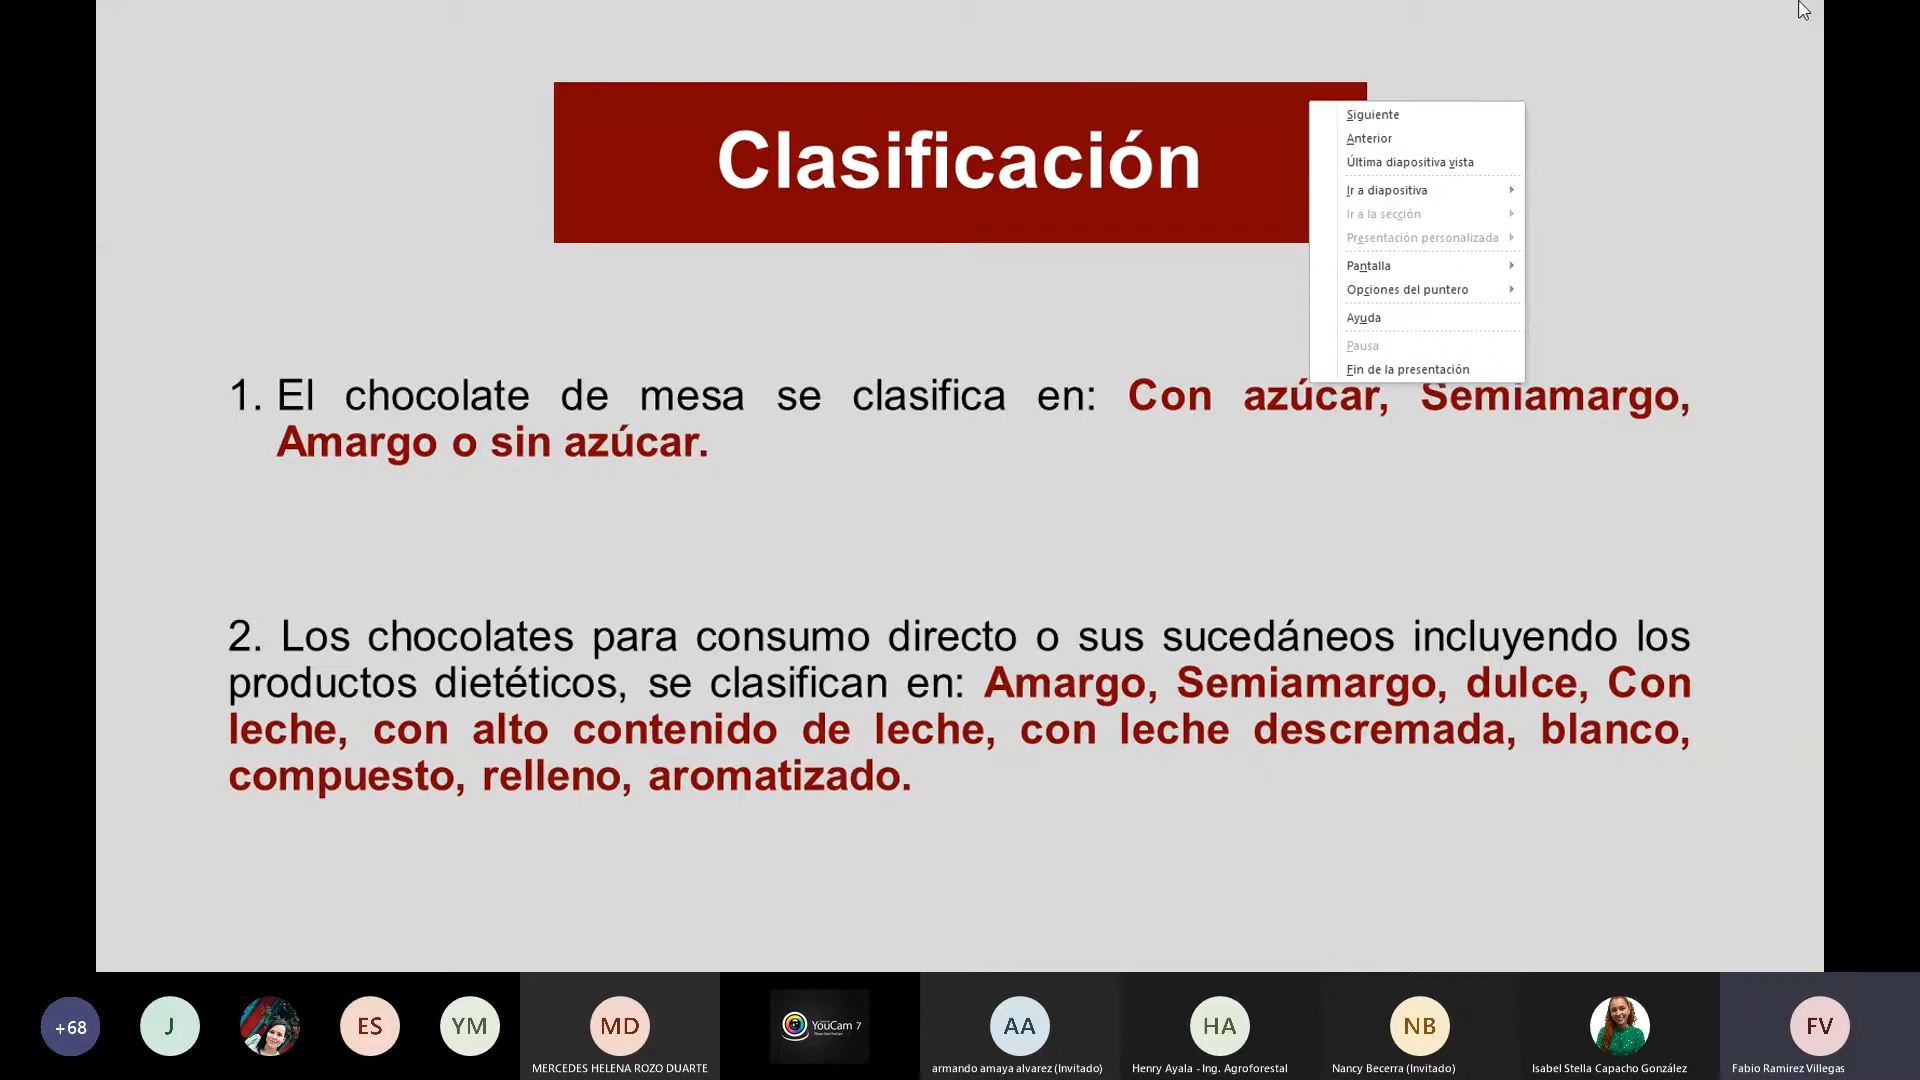 Clasificación
Siguiente
Anterior
Última diapositiva vista
Ir a diapositiva
Ir a la sección
Presentación personalizada
Pantalla
Opciones del puntero
Ayuda
Pausa
Fin de la presentación
1. El chocolate de mesa se clasifica en: Con azúcar, Semiamargo,
Amargo o sin azúcar.
2. Los chocolates para consumo directo o sus sucedáneos incluyendo los
productos dietéticos, se clasifican en: Amargo, Semiamargo, dulce, Con
leche, con alto contenido de leche, con leche descremada, blanco,
compuesto, relleno, aromatizado.
+68
J
ES
YM
MD
YouCam 7
AA
HA
NB
FV
MERCEDES HELENA ROZO DUARTE
armando amaya alvarez (Invitado)
Henry Ayala - Ing. Agroforestal
Nancy Becerra (Invitado)
Isabel Stella Capacho González
Fabio Ramirez Villegas